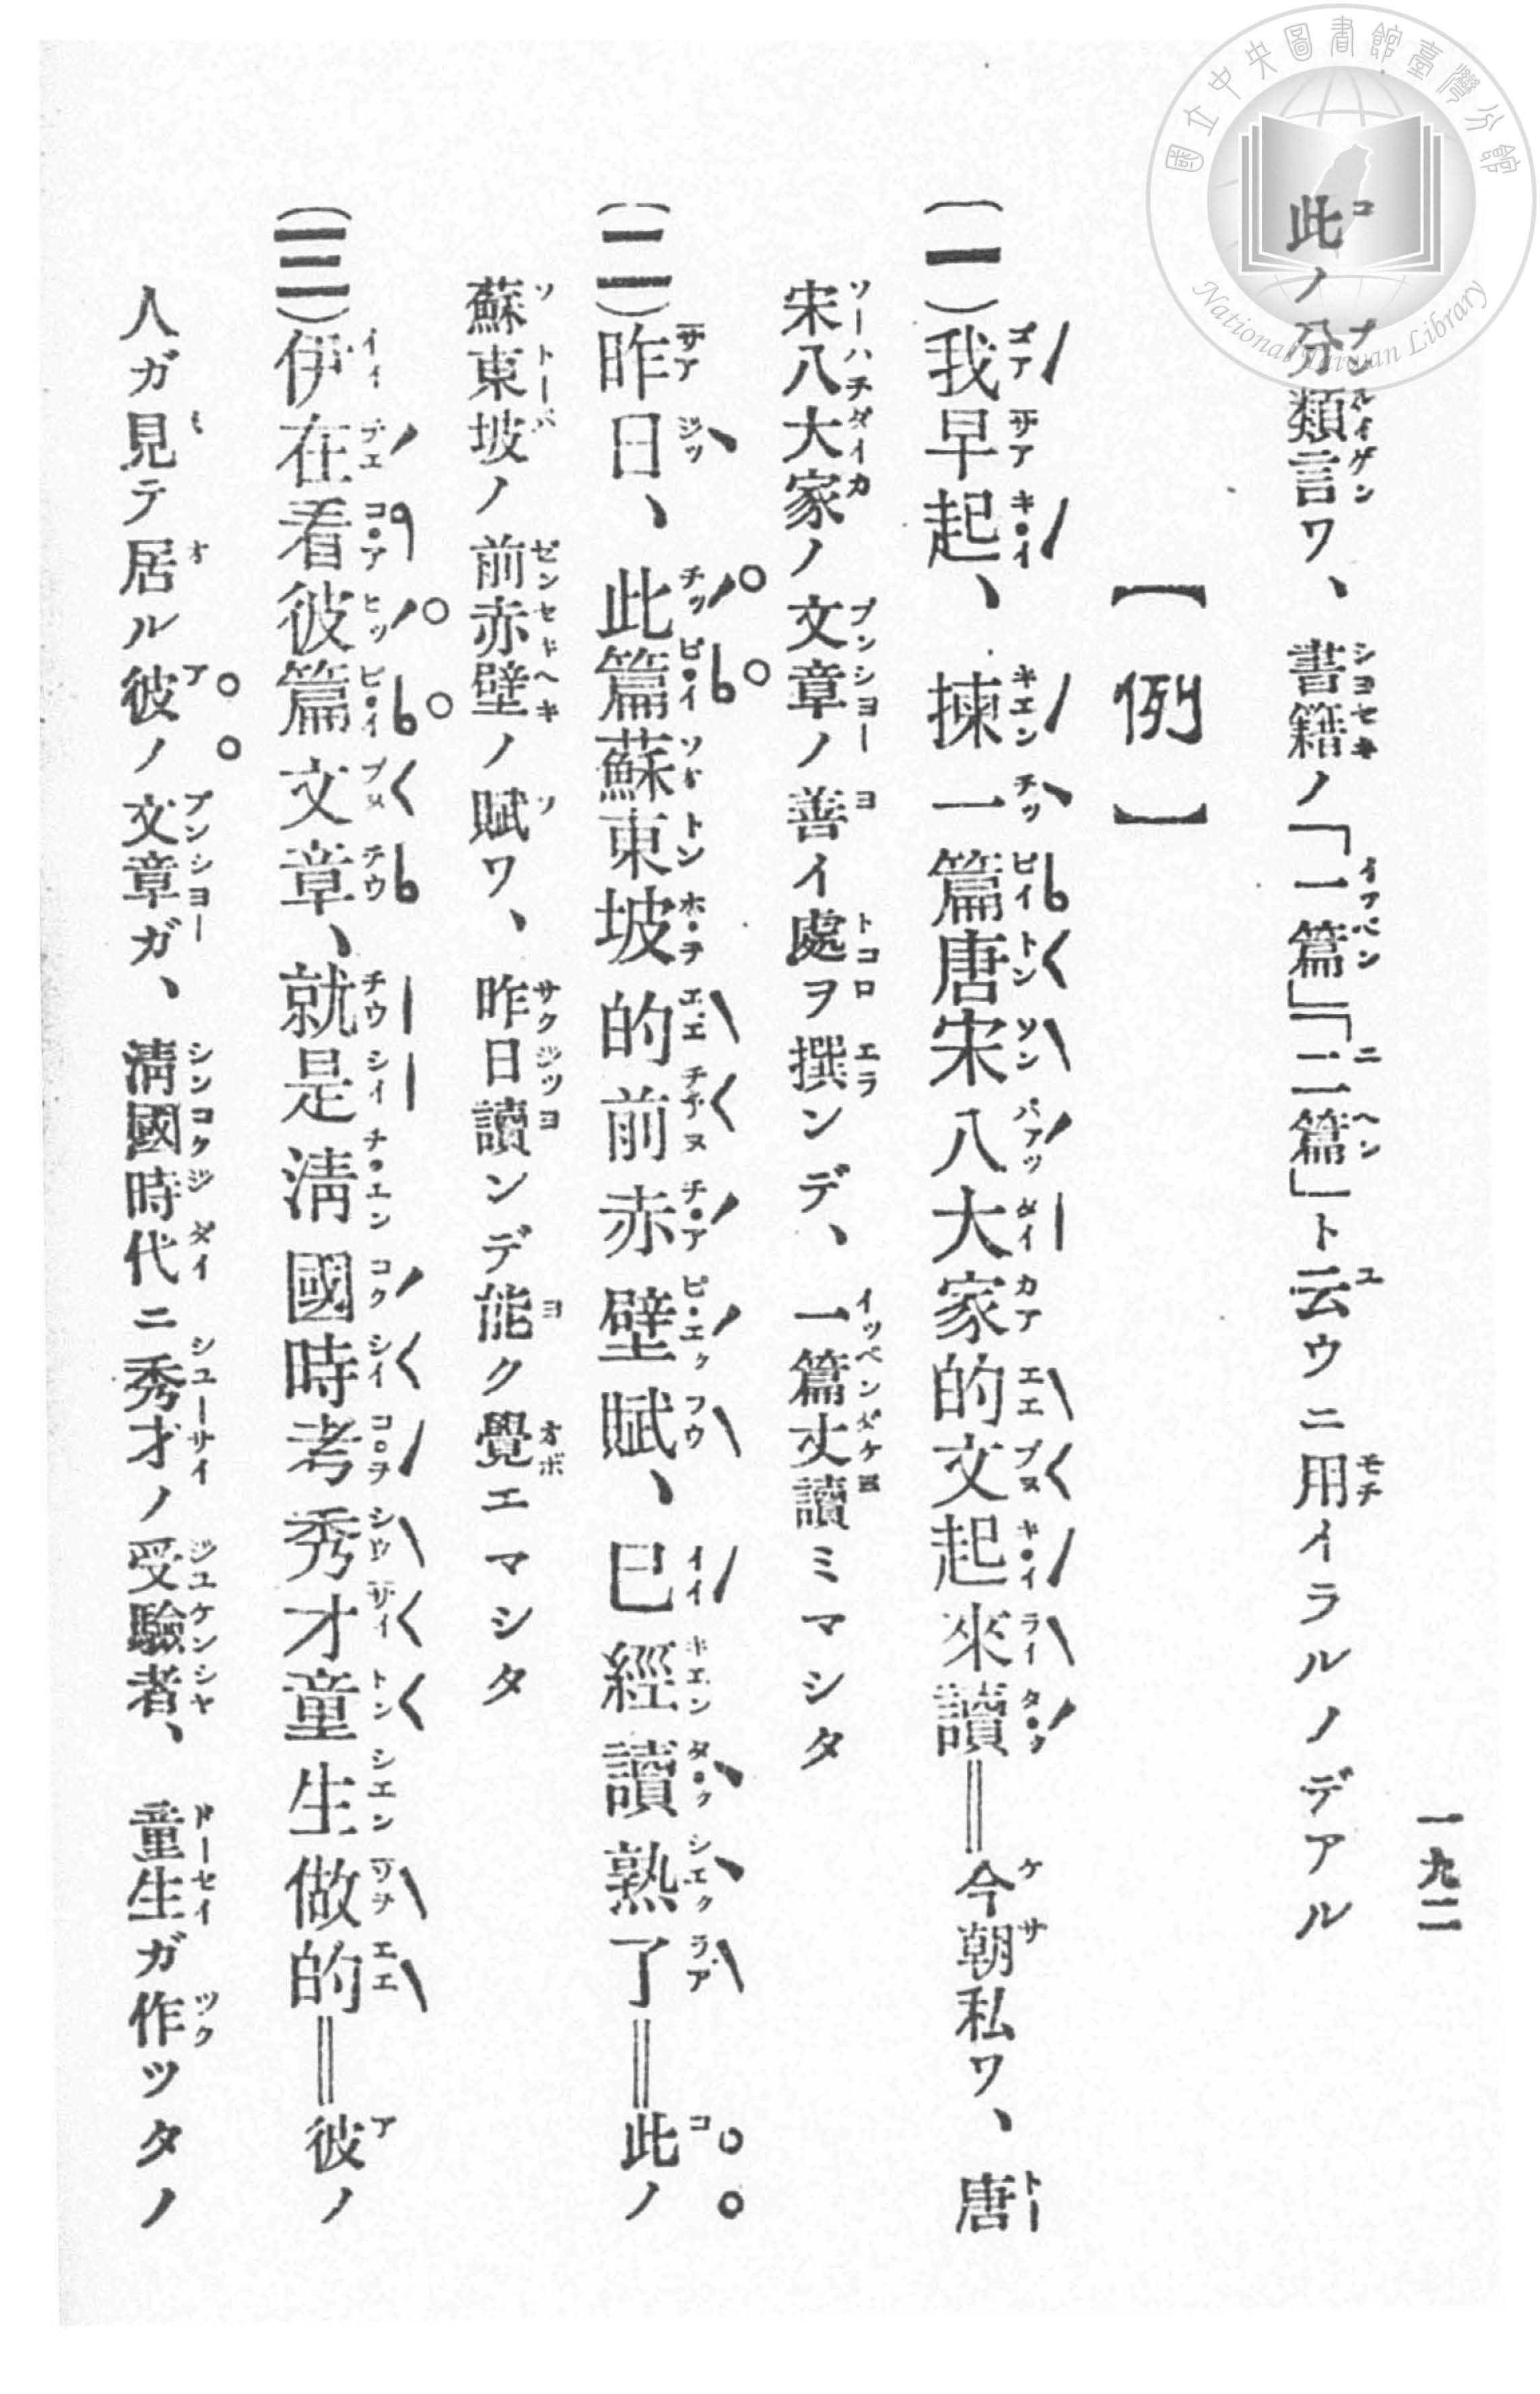 國立中央圖書館臺灣分館
National Taiwan Library
一九二
此ノ分類言ワ、書籍ノ「一篇」「二篇」ト云ウニ用イラルノデアル
【例】
(一)我早起、揀一篇唐宋八大家的文起來讀＝今朝私ワ、唐
宋八大家ノ文章ノ善イ處ヲ撰ンデ、一篇丈讀ミマシタ
(二)昨日、此篇蘇東坡的前赤壁賦、已經讀熟了＝此ノ
蘇東坡ノ前赤壁ノ賦ワ、昨日讀ンデ能ク覺エマシタ
(三)伊在看彼篇文章、就是淸國時考秀才童生做的＝彼ノ
人ガ見テ居ル彼ノ文章ガ、淸國時代ニ秀才ノ受驗者、童生ガ作ツタノ